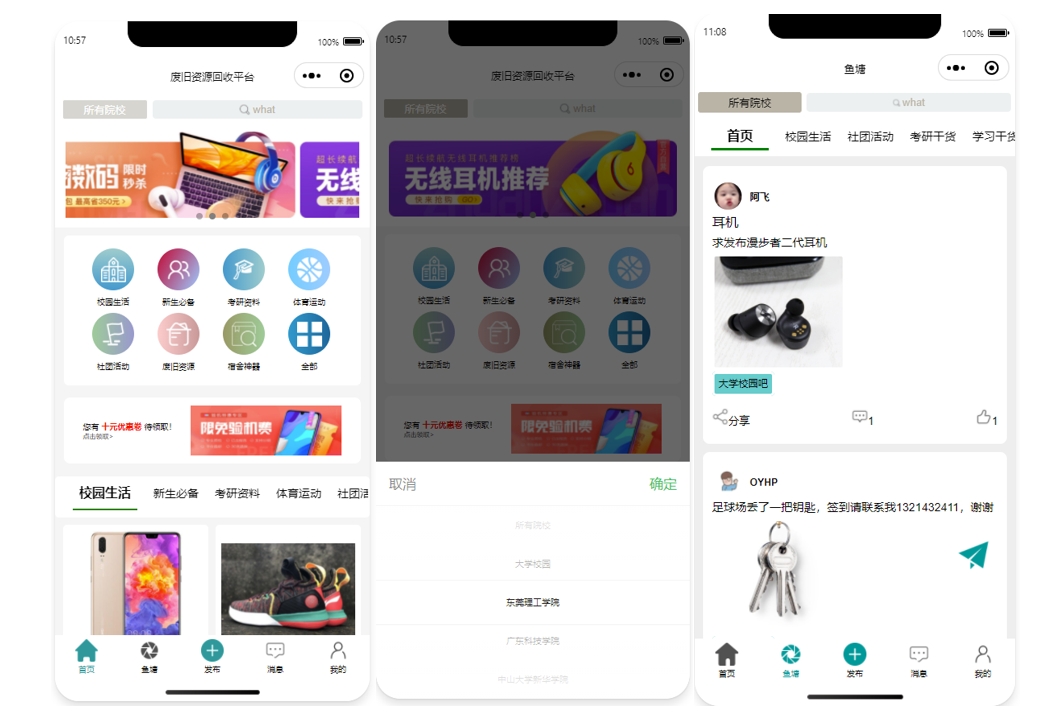 10:57
100%
废旧资源回收平台
所有院校
what
数码 限时
秒杀
包 最高省350元
超长续航
无线
快来抢购
校园生活
新生必备
考研资料
体育运动
社团活动
废旧资源
宿舍神器
全部
您有 十元优惠卷 待领取!
点击领取>
限免验机费
校园生活
新生必备
考研资料
体育运动
社团活
首页
鱼塘
发布
消息
我的
10:57
100%
废旧资源回收平台
所有院校
what
超长续航无线耳机推荐榜
无线耳机推荐
快来抢购 GO>
校园生活
新生必备
考研资料
体育运动
社团活动
废旧资源
宿舍神器
全部
您有 十元优惠卷 待领取!
点击领取>
限免验机费
取消
确定
所有院校
大学校园
东莞理工学院
广东科技学院
中山大学新华学院
11:08
100%
鱼塘
所有院校
what
首页
校园生活
社团活动
考研干货
学习干货
阿飞
耳机
求发布漫步者二代耳机
大学校园吧
分享
1
1
OYHP
足球场丢了一把钥匙，签到请联系我1321432411，谢谢
首页
鱼塘
发布
消息
我的